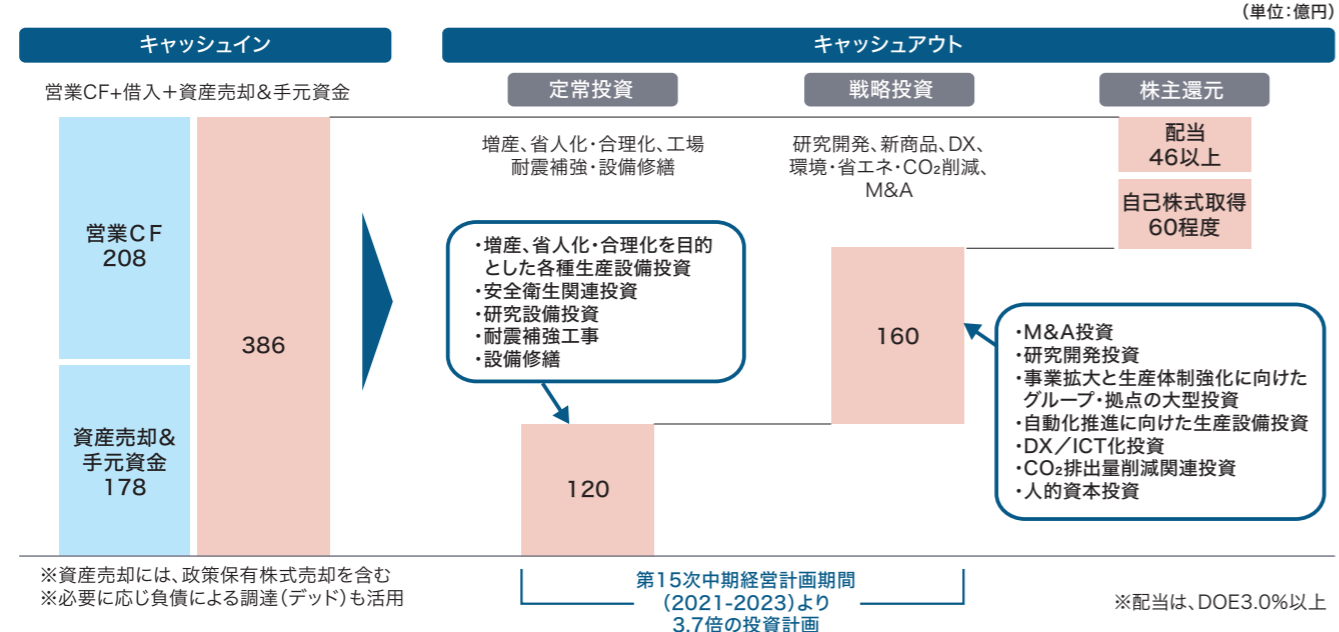 (単位:億円)
キャッシュイン
キャッシュアウト
営業CF+借入+資産売却&手元資金
定常投資
戦略投資
株主還元
営業CF
208
資産売却&
手元資金
178
386
増産、省人化・合理化、工場
耐震補強・設備修繕
研究開発、新商品、DX、
環境・省エネ・CO₂削減、
M&A
配当
46以上
自己株式取得
60程度
・増産、省人化・合理化を目的
とした各種生産設備投資
・安全衛生関連投資
・研究設備投資
・耐震補強工事
・設備修繕
120
160
・M&A投資
・研究開発投資
・事業拡大と生産体制強化に向けた
グループ・拠点の大型投資
・自動化推進に向けた生産設備投資
・DX/ICT化投資
・CO₂排出量削減関連投資
・人的資本投資
※資産売却には、政策保有株式売却を含む
※必要に応じ負債による調達(デッド)も活用
第15次中期経営計画期間
(2021-2023)より
3.7倍の投資計画
※配当は、DOE3.0%以上